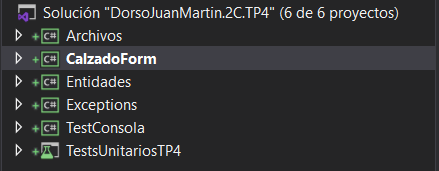 Solución "DorsoJuanMartin.2C.TP4" (6 de 6 proyectos)
+ C# Archivos
+ C# CalzadoForm
+ C# Entidades
+ C# Exceptions
+ C# TestConsola
+ TestsUnitariosTP4